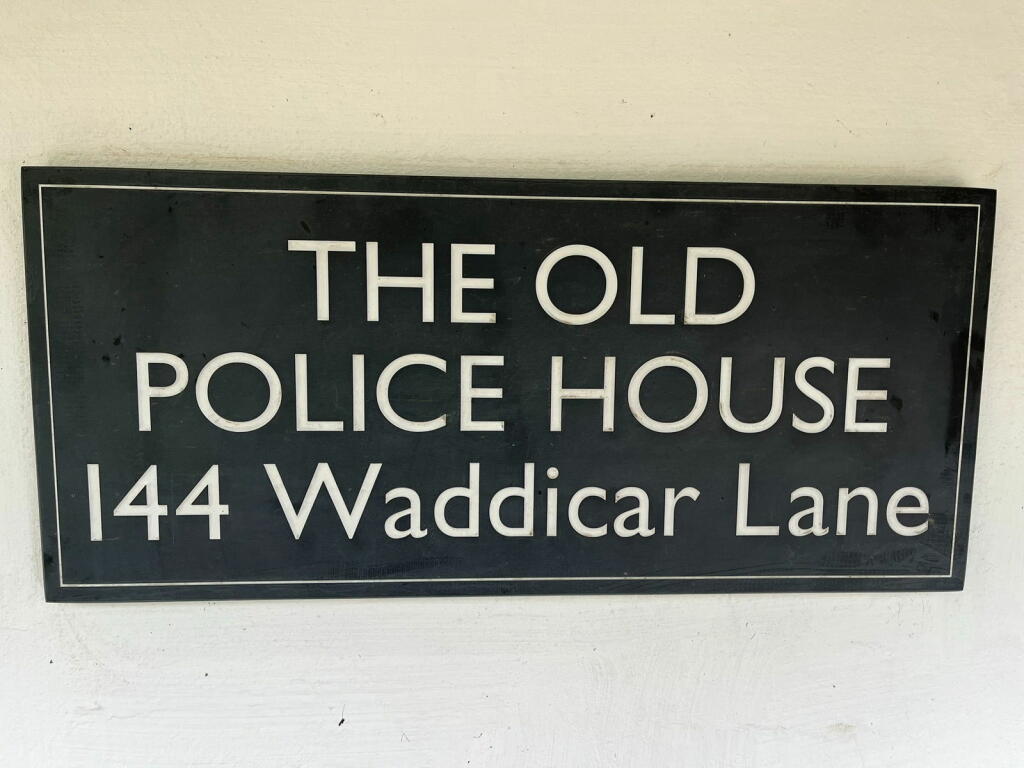 THE OLD
POLICE HOUSE
144 Waddicar Lane